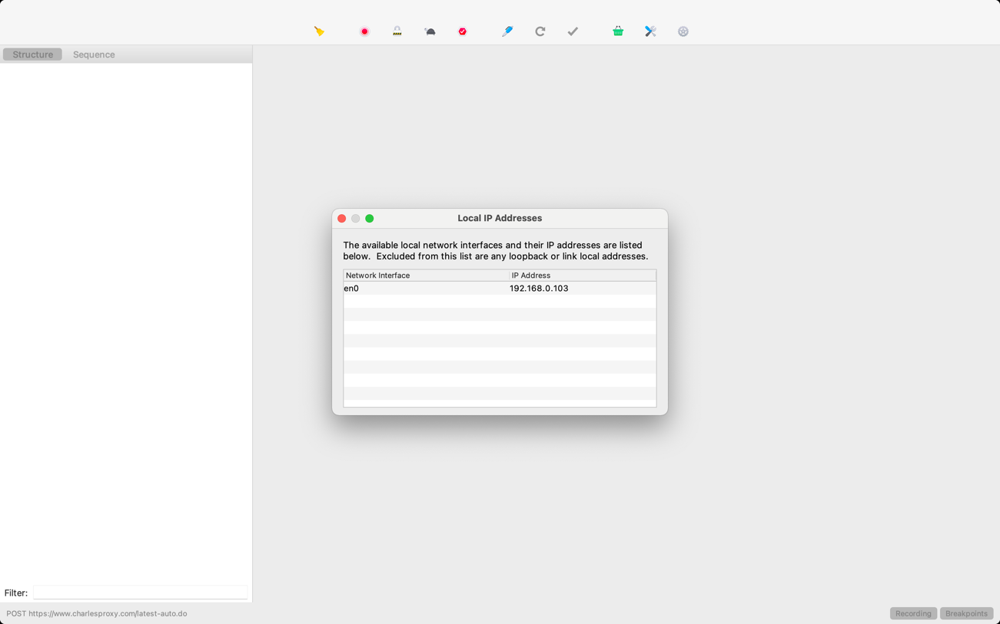 Structure
Sequence
Local IP Addresses
The available local network interfaces and their IP addresses are listed
below.  Excluded from this list are any loopback or link local addresses.
Network Interface IP Address
en0 192.168.0.103
Filter:
POST https://www.charlesproxy.com/latest-auto.do
Recording
Breakpoints